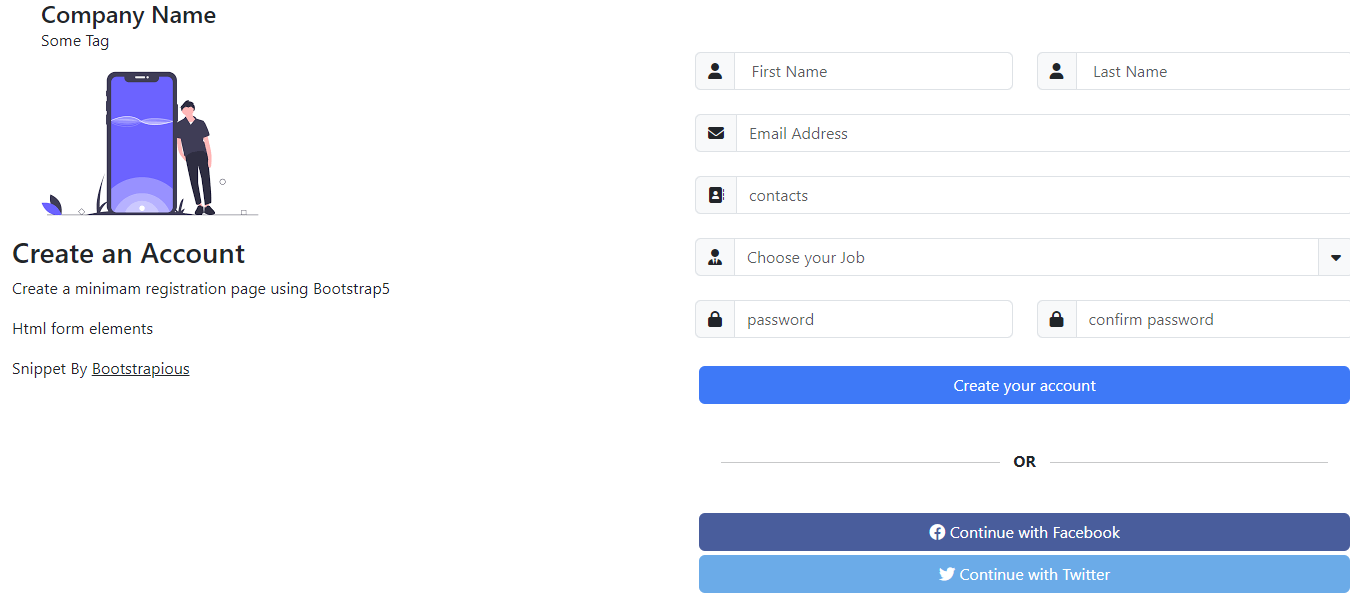 Company Name
Some Tag
Create an Account
Create a minimam registration page using Bootstrap5
Html form elements
Snippet By Bootstrapious
First Name
Last Name
Email Address
contacts
Choose your Job
password
confirm password
Create your account
OR
Continue with Facebook
Continue with Twitter